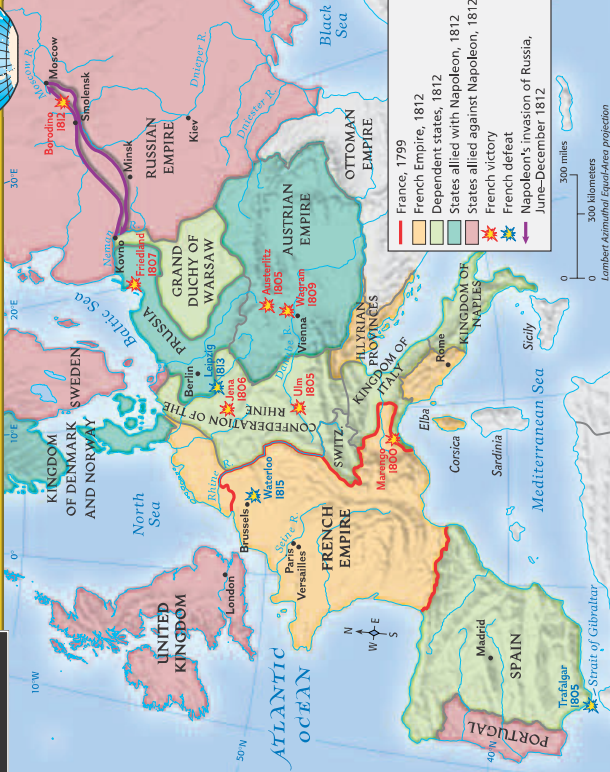 Moscow R.
Moscow
Borodino
1812
Smolensk
Dnieper R.
Black
Sea
RUSSIAN
EMPIRE
Minsk
Kiev
Dniester R.
30°E
Neman
R.
Kovno
Friedland
1807
Baltic Sea
20°E
PRUSSIA
GRAND
DUCHY OF
WARSAW
AUSTRIAN
EMPIRE
OTTOMAN
EMPIRE
Austerlitz
1805
Wagram
1809
Vienna
Danube R.
SWEDEN
KINGDOM
OF DENMARK
AND NORWAY
10°E
Berlin
Leipzig
1813
Jena
1806
Ulm
1805
CONFEDERATION OF THE
RHINE
SWITZ.
ILLYRIAN
PROVINCES
KINGDOM OF
ITALY
KINGDOM OF
NAPLES
Rome
Elba
Corsica
Sardinia
Sicily
Marengo
1800
Mediterranean Sea
North
Sea
Rhine
R.
Waterloo
1815
Brussels
Seine R.
Paris
Versailles
FRENCH
EMPIRE
0°
UNITED
KINGDOM
London
10°W
50°N
ATLANTIC
OCEAN
N
W
E
S
Madrid
SPAIN
PORTUGAL
40°N
Trafalgar
1805
Strait of Gibraltar
France, 1799
French Empire, 1812
Dependent states, 1812
States allied with Napoleon, 1812
States allied against Napoleon, 1812
French victory
French defeat
Napoleon's invasion of Russia,
June–December 1812
0
300 miles
0
300 kilometers
Lambert Azimuthal Equal-Area projection